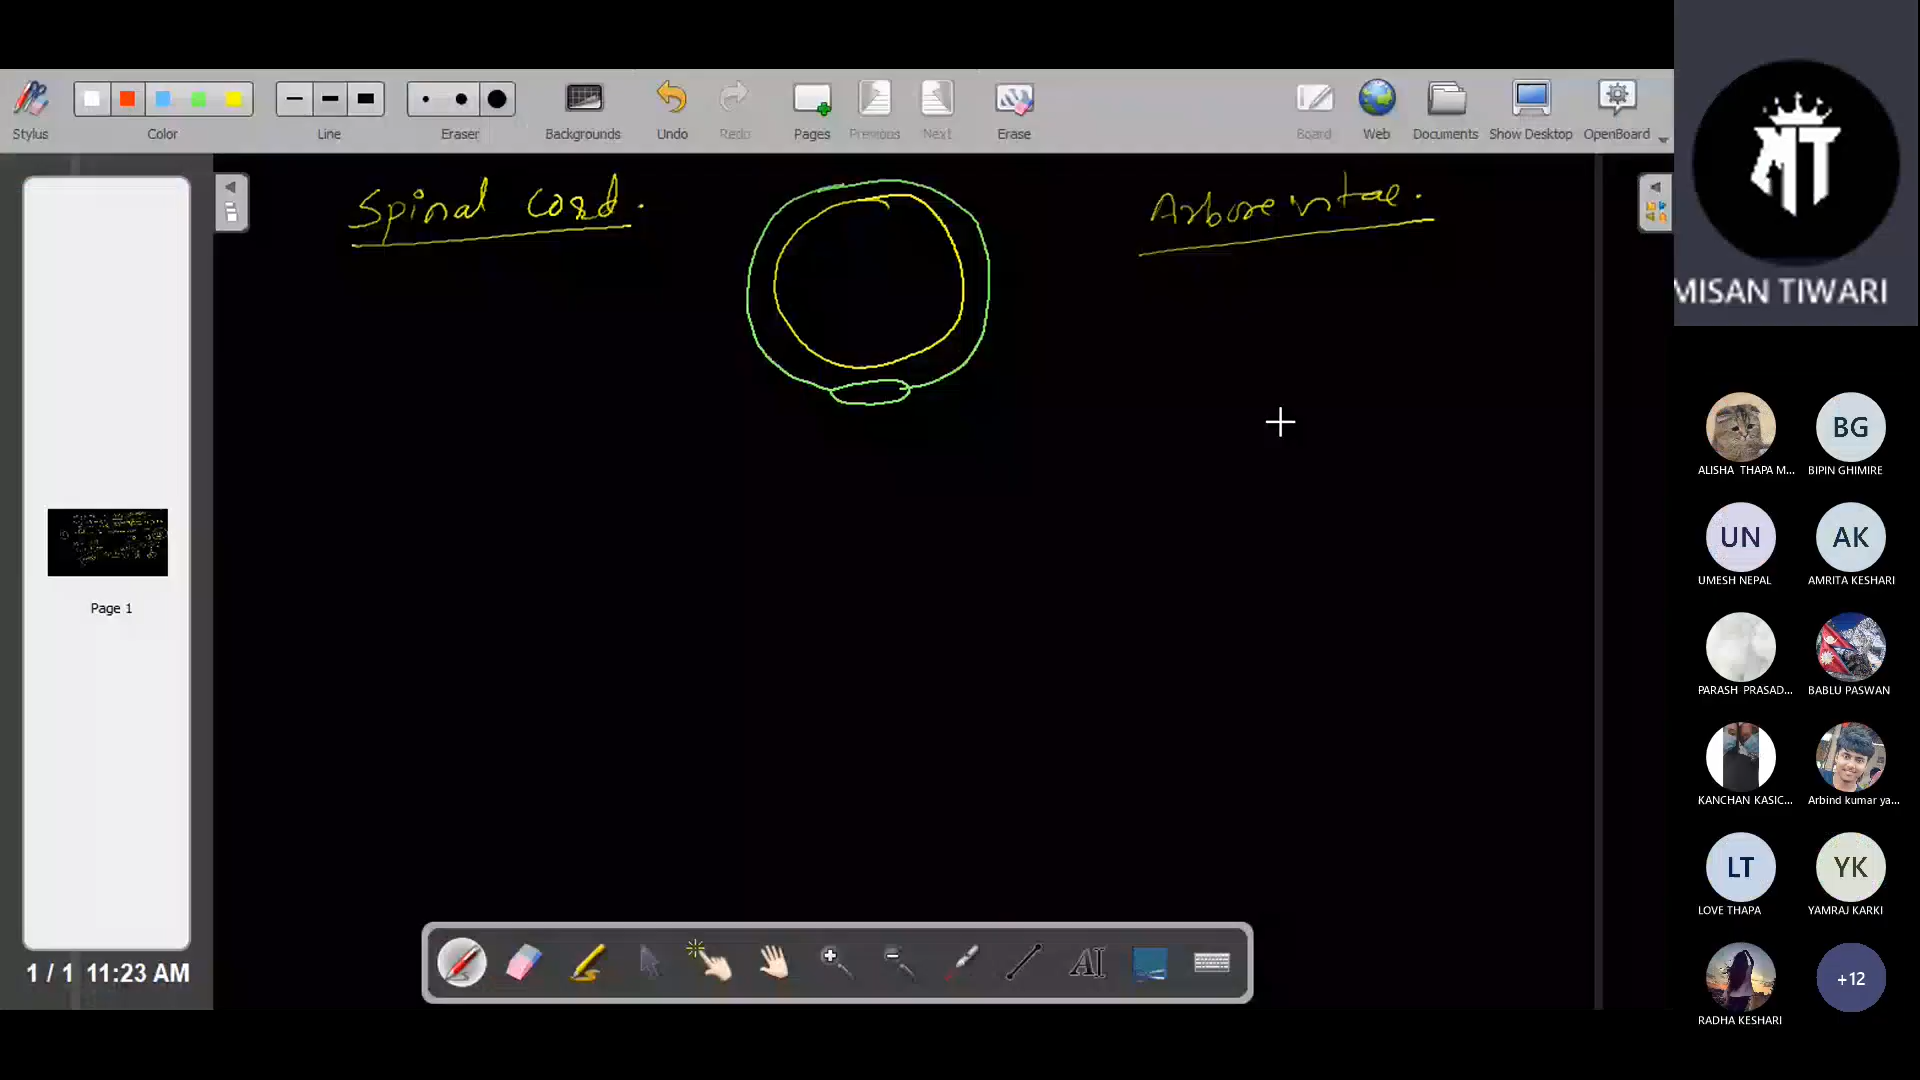 Stylus
Color
Line
Eraser
Backgrounds
Undo
Redo
Pages
Previous
Next
Erase
Board
Web
Documents
Show Desktop
OpenBoard
Spinal Cord.
Arbore vitae.
Page 1
1 / 1 11:23 AM
AI
MT
MISAN TIWARI
BG
ALISHA THAPA M...
BIPIN GHIMIRE
UN
AK
UMESH NEPAL
AMRITA KESHARI
PARASH PRASAD...
BABLU PASWAN
KANCHAN KASIC...
Arbind kumar ya...
LT
YK
LOVE THAPA
YAMRAJ KARKI
+12
RADHA KESHARI